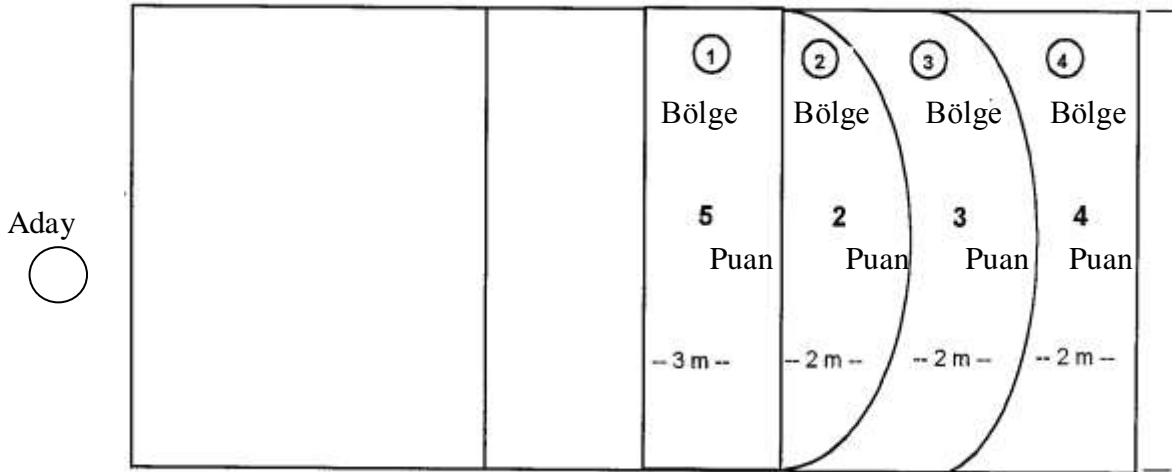 1 2 3 4
Bölge Bölge Bölge Bölge
Aday
5 2 3 4
Puan Puan Puan Puan
-- 3 m -- -- 2 m -- -- 2 m -- -- 2 m --